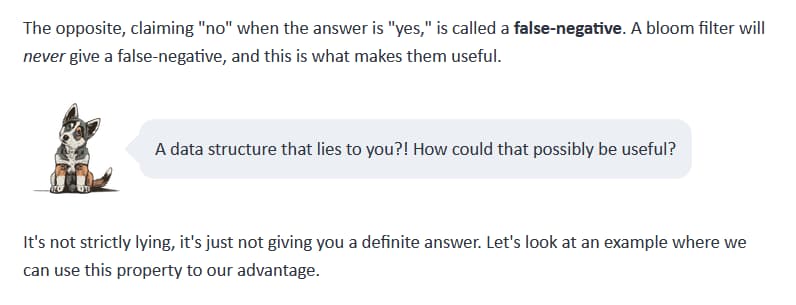 The opposite, claiming "no" when the answer is "yes," is called a false-negative. A bloom filter will
never give a false-negative, and this is what makes them useful.
A data structure that lies to you?! How could that possibly be useful?
It's not strictly lying, it's just not giving you a definite answer. Let's look at an example where we
can use this property to our advantage.